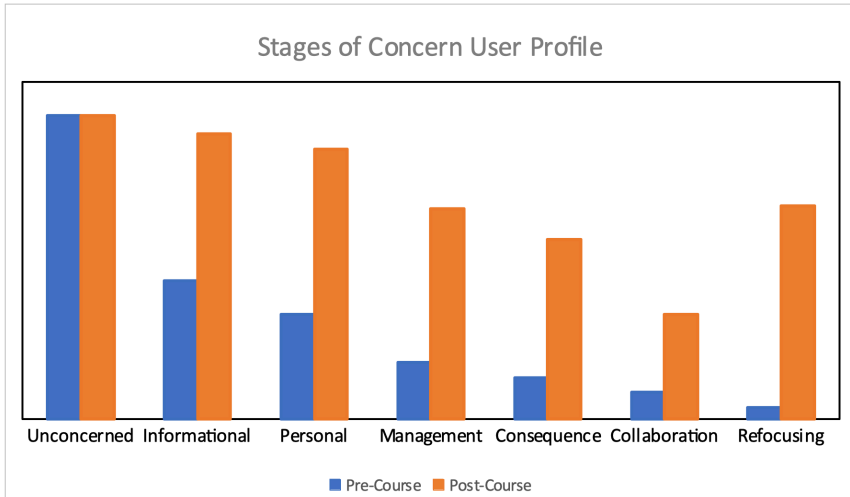 Stages of Concern User Profile
Unconcerned Informational Personal Management Consequence Collaboration Refocusing
Pre-Course Post-Course